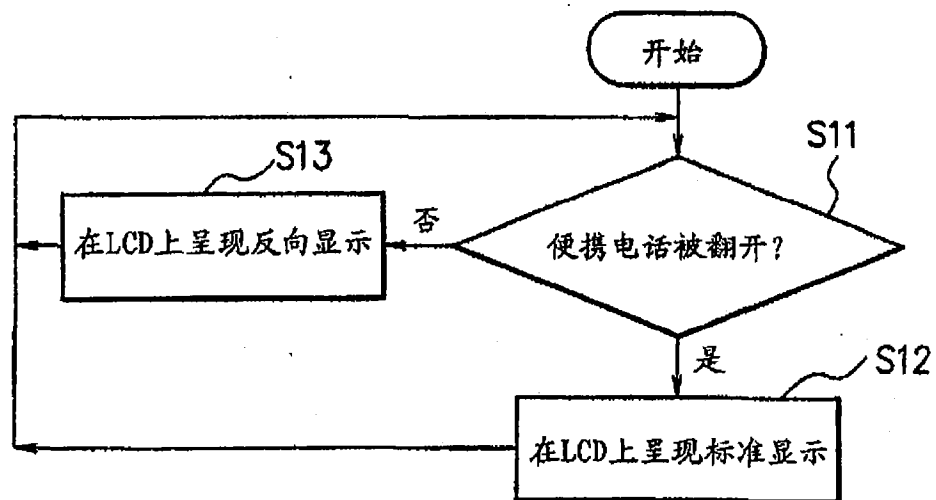 开始
S11
S13
便携电话被翻开?
否
在LCD上呈现反向显示
是
S12
在LCD上呈现标准显示